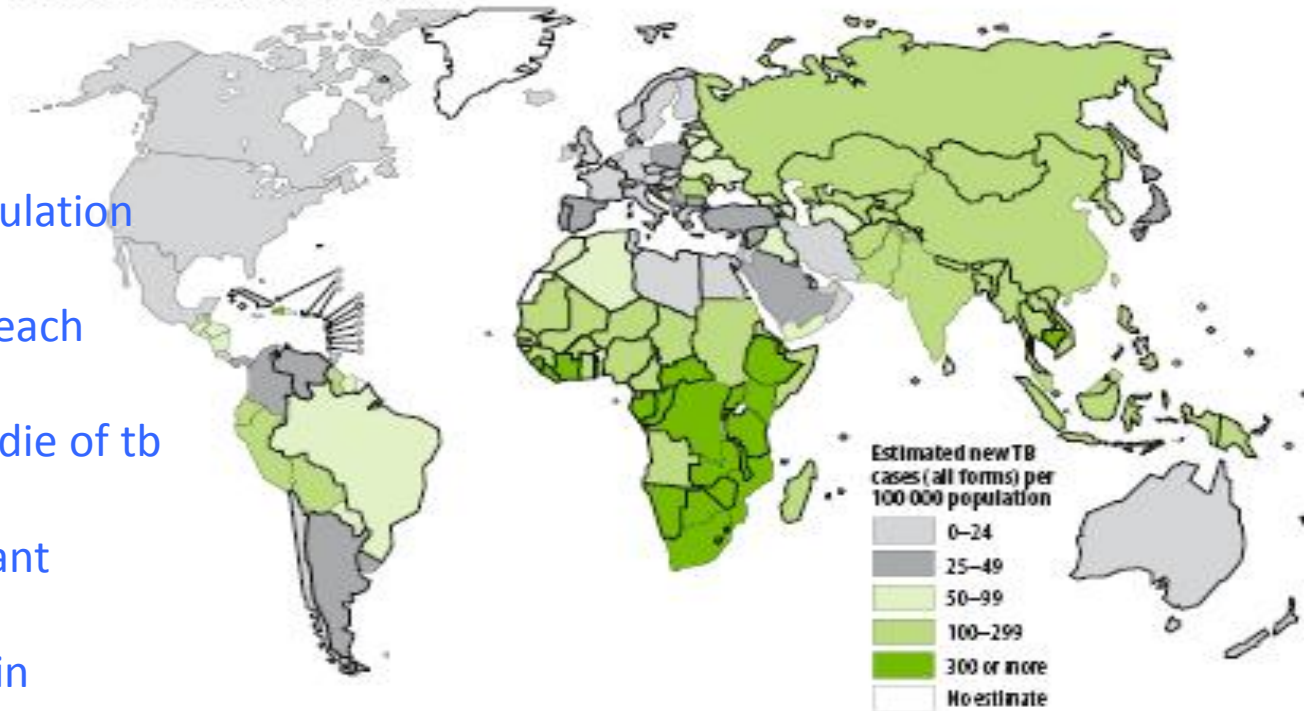 ulation
each
die of tb
ant
in
Estimated new TB
cases (all forms) per
100 000 population
0–24
25–49
50–99
100–299
300 or more
No estimate